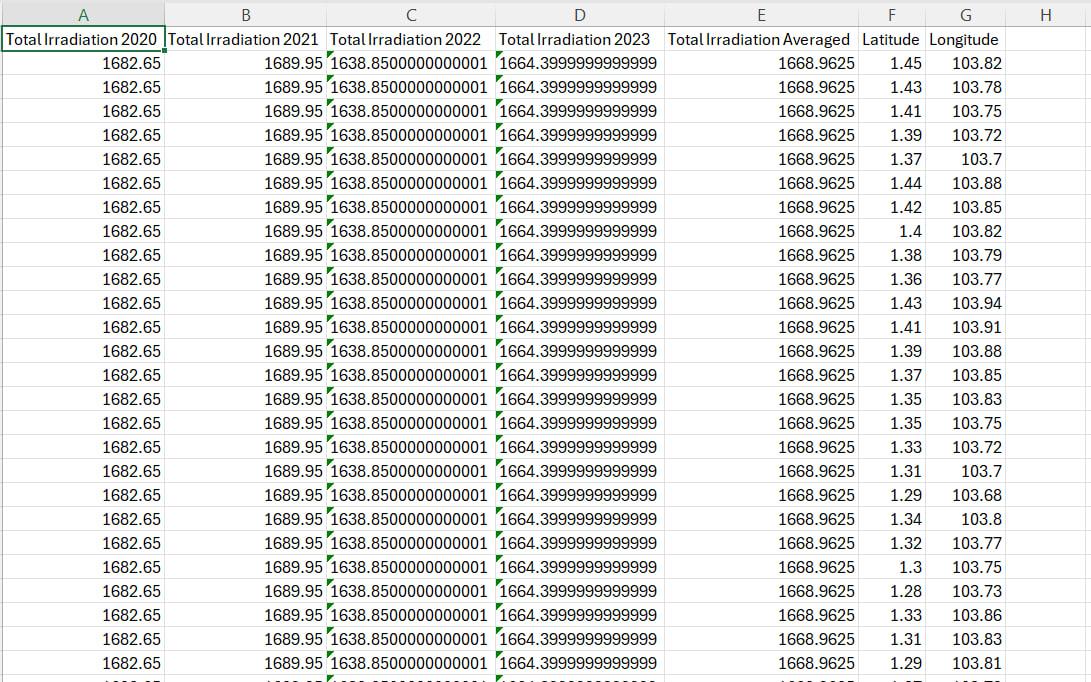 A B C D E F G H
Total Irradiation 2020 Total Irradiation 2021 Total Irradiation 2022 Total Irradiation 2023 Total Irradiation Averaged Latitude Longitude
1682.65 1689.95 1638.8500000000001 1664.3999999999999 1668.9625 1.45 103.82
1682.65 1689.95 1638.8500000000001 1664.3999999999999 1668.9625 1.43 103.78
1682.65 1689.95 1638.8500000000001 1664.3999999999999 1668.9625 1.41 103.75
1682.65 1689.95 1638.8500000000001 1664.3999999999999 1668.9625 1.39 103.72
1682.65 1689.95 1638.8500000000001 1664.3999999999999 1668.9625 1.37 103.7
1682.65 1689.95 1638.8500000000001 1664.3999999999999 1668.9625 1.44 103.88
1682.65 1689.95 1638.8500000000001 1664.3999999999999 1668.9625 1.42 103.85
1682.65 1689.95 1638.8500000000001 1664.3999999999999 1668.9625 1.4 103.82
1682.65 1689.95 1638.8500000000001 1664.3999999999999 1668.9625 1.38 103.79
1682.65 1689.95 1638.8500000000001 1664.3999999999999 1668.9625 1.36 103.77
1682.65 1689.95 1638.8500000000001 1664.3999999999999 1668.9625 1.43 103.94
1682.65 1689.95 1638.8500000000001 1664.3999999999999 1668.9625 1.41 103.91
1682.65 1689.95 1638.8500000000001 1664.3999999999999 1668.9625 1.39 103.88
1682.65 1689.95 1638.8500000000001 1664.3999999999999 1668.9625 1.37 103.85
1682.65 1689.95 1638.8500000000001 1664.3999999999999 1668.9625 1.35 103.83
1682.65 1689.95 1638.8500000000001 1664.3999999999999 1668.9625 1.35 103.75
1682.65 1689.95 1638.8500000000001 1664.3999999999999 1668.9625 1.33 103.72
1682.65 1689.95 1638.8500000000001 1664.3999999999999 1668.9625 1.31 103.7
1682.65 1689.95 1638.8500000000001 1664.3999999999999 1668.9625 1.29 103.68
1682.65 1689.95 1638.8500000000001 1664.3999999999999 1668.9625 1.34 103.8
1682.65 1689.95 1638.8500000000001 1664.3999999999999 1668.9625 1.32 103.77
1682.65 1689.95 1638.8500000000001 1664.3999999999999 1668.9625 1.3 103.75
1682.65 1689.95 1638.8500000000001 1664.3999999999999 1668.9625 1.28 103.73
1682.65 1689.95 1638.8500000000001 1664.3999999999999 1668.9625 1.33 103.86
1682.65 1689.95 1638.8500000000001 1664.3999999999999 1668.9625 1.31 103.83
1682.65 1689.95 1638.8500000000001 1664.3999999999999 1668.9625 1.29 103.81